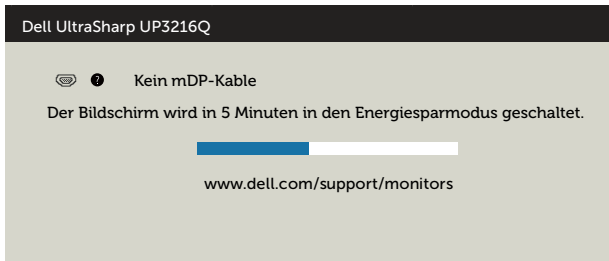 Dell UltraSharp UP3216Q
? Kein mDP-Kable
Der Bildschirm wird in 5 Minuten in den Energiesparmodus geschaltet.
www.dell.com/support/monitors